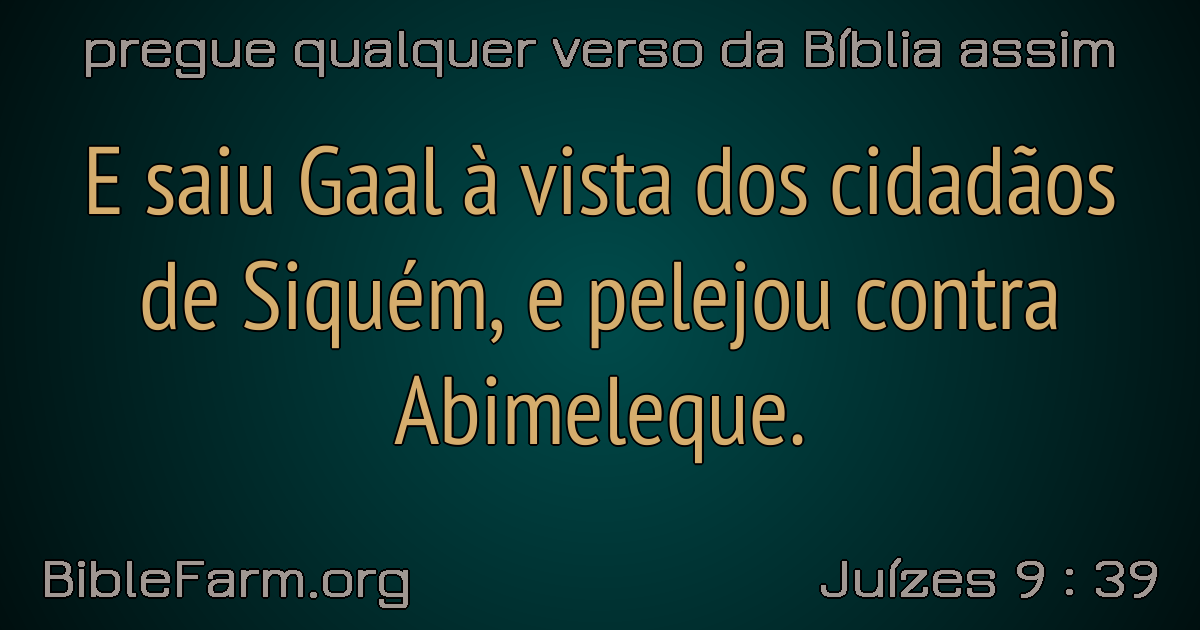 pregue qualquer verso da Bíblia assim
E saiu Gaal à vista dos cidadãos
de Siquém, e pelejou contra
Abimeleque.
BibleFarm.org
Juízes 9 : 39